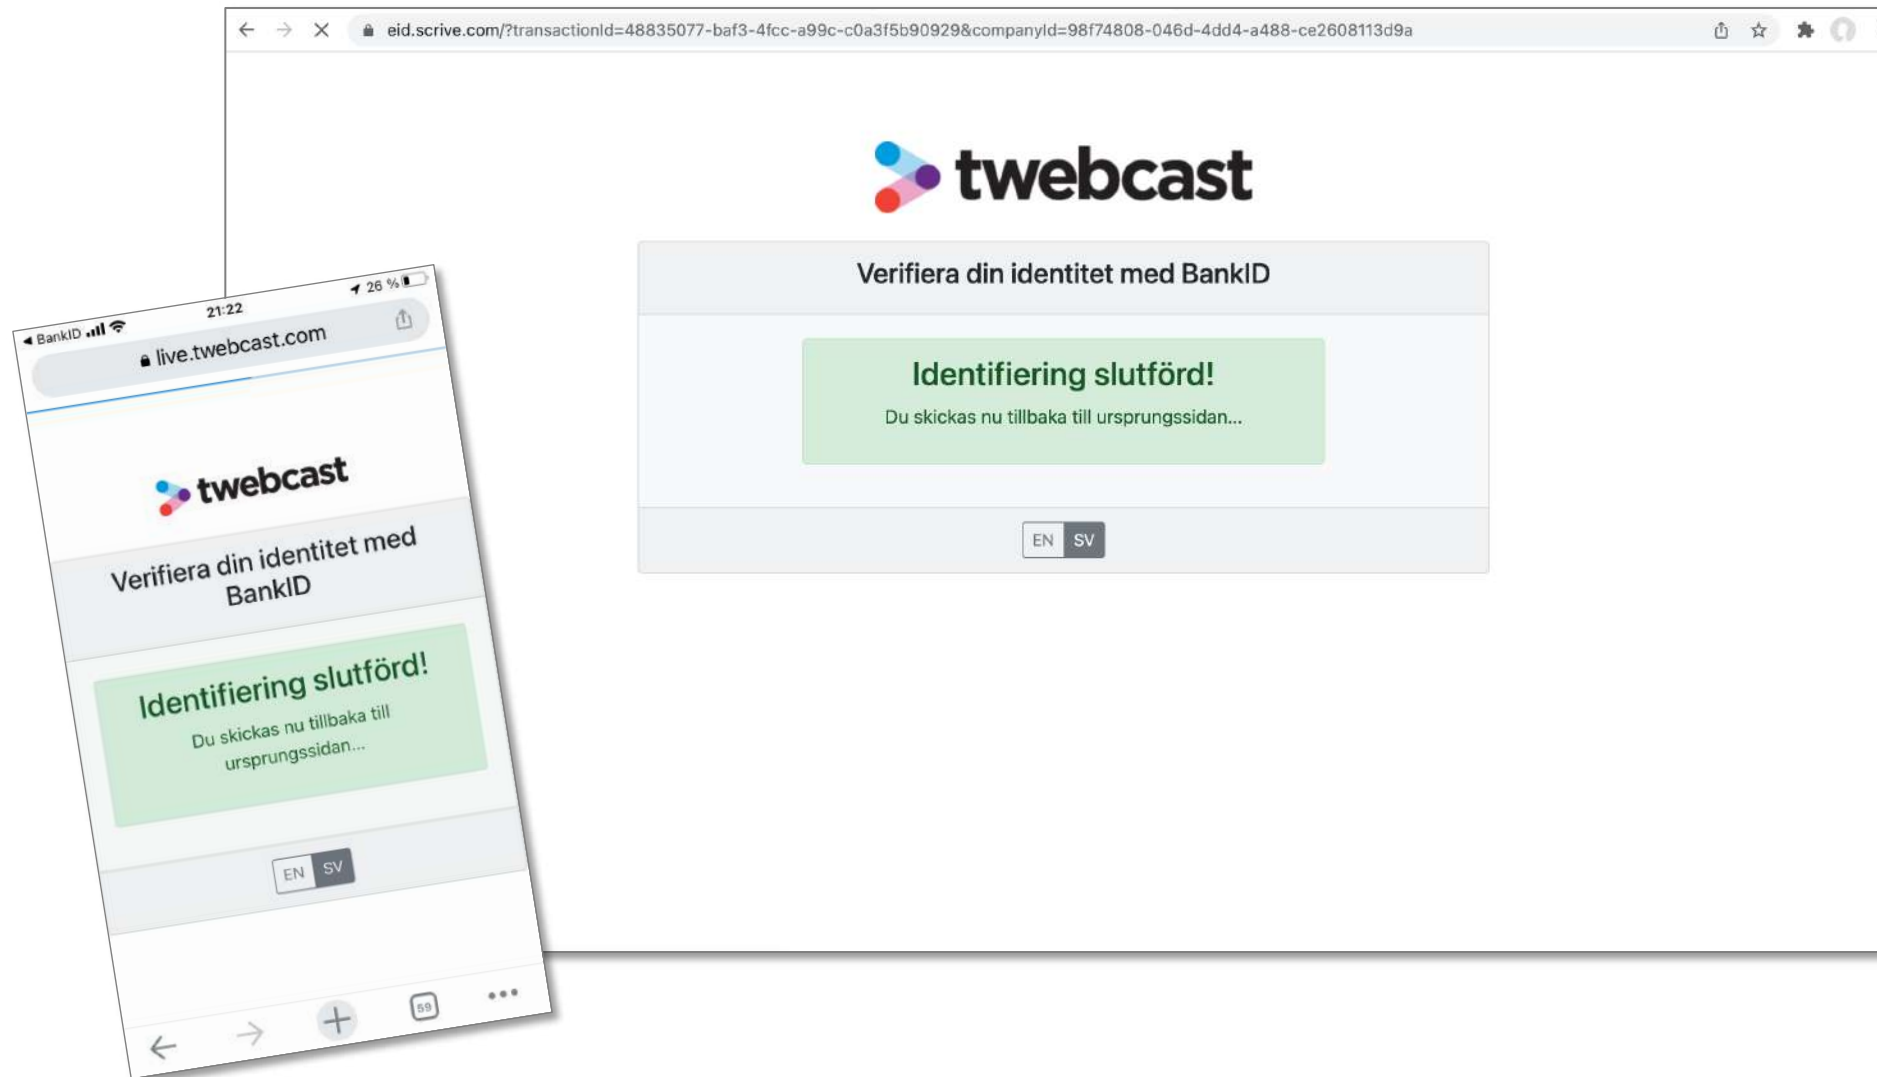 eid.scrive.com/?transactionId=48835077-baf3-4fcc-a99c-c0a3f5b90929&companyId=98f74808-046d-4dd4-a488-ce2608113d9a
twebcast
Verifiera din identitet med BankID
Identifiering slutförd!
Du skickas nu tillbaka till ursprungssidan...
EN SV
BankID 21:22 26 %
live.twebcast.com
twebcast
Verifiera din identitet med
BankID
Identifiering slutförd!
Du skickas nu tillbaka till
ursprungssidan...
EN SV
59